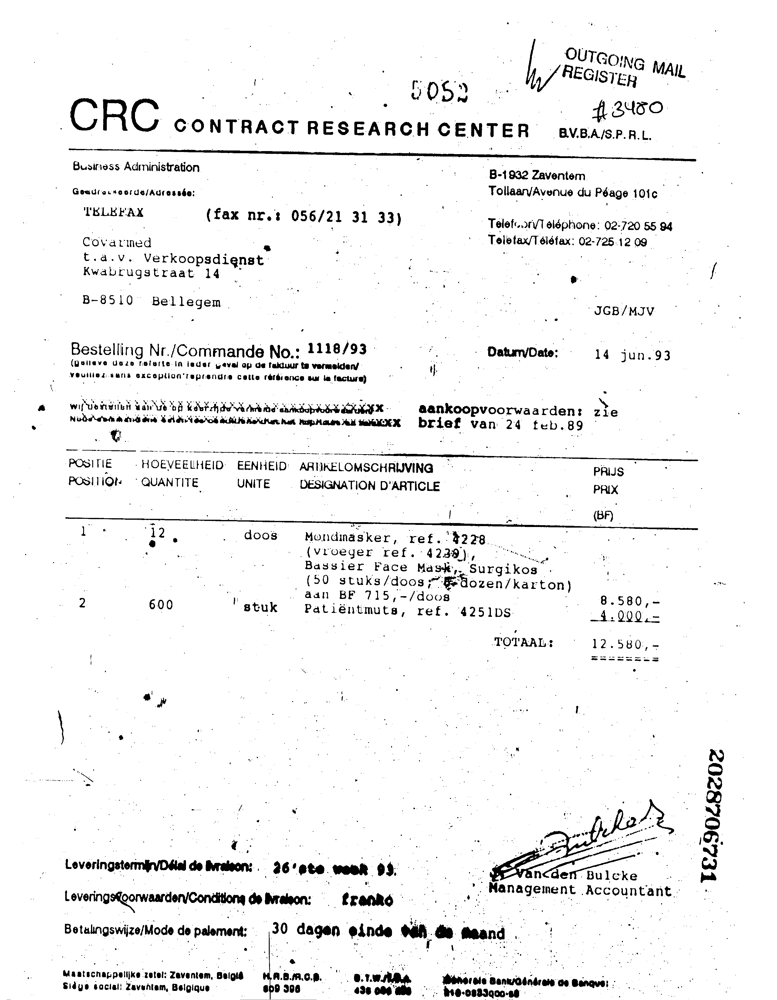 OUTGOING MAIL
REGISTER
5052
#3480
CRC CONTRACT RESEARCH CENTER B.V.B.A./S.P.R.L.
Business Administration
B-1932 Zaventem
Tollaan/Avenue du Péage 101c
Geadresseerde/Adressée:
TELEFAX (fax nr.: 056/21 31 33)
Telefoon/Téléphone: 02-720 55 94
Telefax/Téléfax: 02-725 12 09
Covarmed
t.a.v. Verkoopsdienst
Kwabrugstraat 14
B-8510 Bellegem
JGB/MJV
Bestelling Nr./Commande No.: 1118/93
Datum/Date: 14 jun.93
(gelieve deze referte in ieder geval op de faktuur te vermelden/
veuillez sans exception reprendre cette référence sur la facture)
aankoopvoorwaarden: zie
brief van 24 feb.89
POSITIE HOEVEELHEID EENHEID ARTIKELOMSCHRIJVING PRIJS
POSITION QUANTITE UNITE DESIGNATION D'ARTICLE PRIX
(BF)
1 12 doos Mondmasker, ref. 4228
(vroeger ref. 4239),
Bassier Face Mask, Surgikos
(50 stuks/doos; dozen/karton)
aan BF 715,-/doos 8.580,-
2 600 stuk Patiëntmuts, ref. 4251DS 4.000,-
TOTAAL: 12.580,-
========
2028706731
Leveringstermijn/Délai de livraison: 26'ste week 93.
Van den Bulcke
Management Accountant
Leveringsvoorwaarden/Conditions de livraison: franko
Betalingswijze/Mode de paiement: 30 dagen einde van de maand
Maatschappelijke zetel: Zaventem, België H.R.B./R.C.B. B.T.W./T.V.A. Generale Bank/Générale de Banque:
Siège social: Zaventem, Belgique 509 396